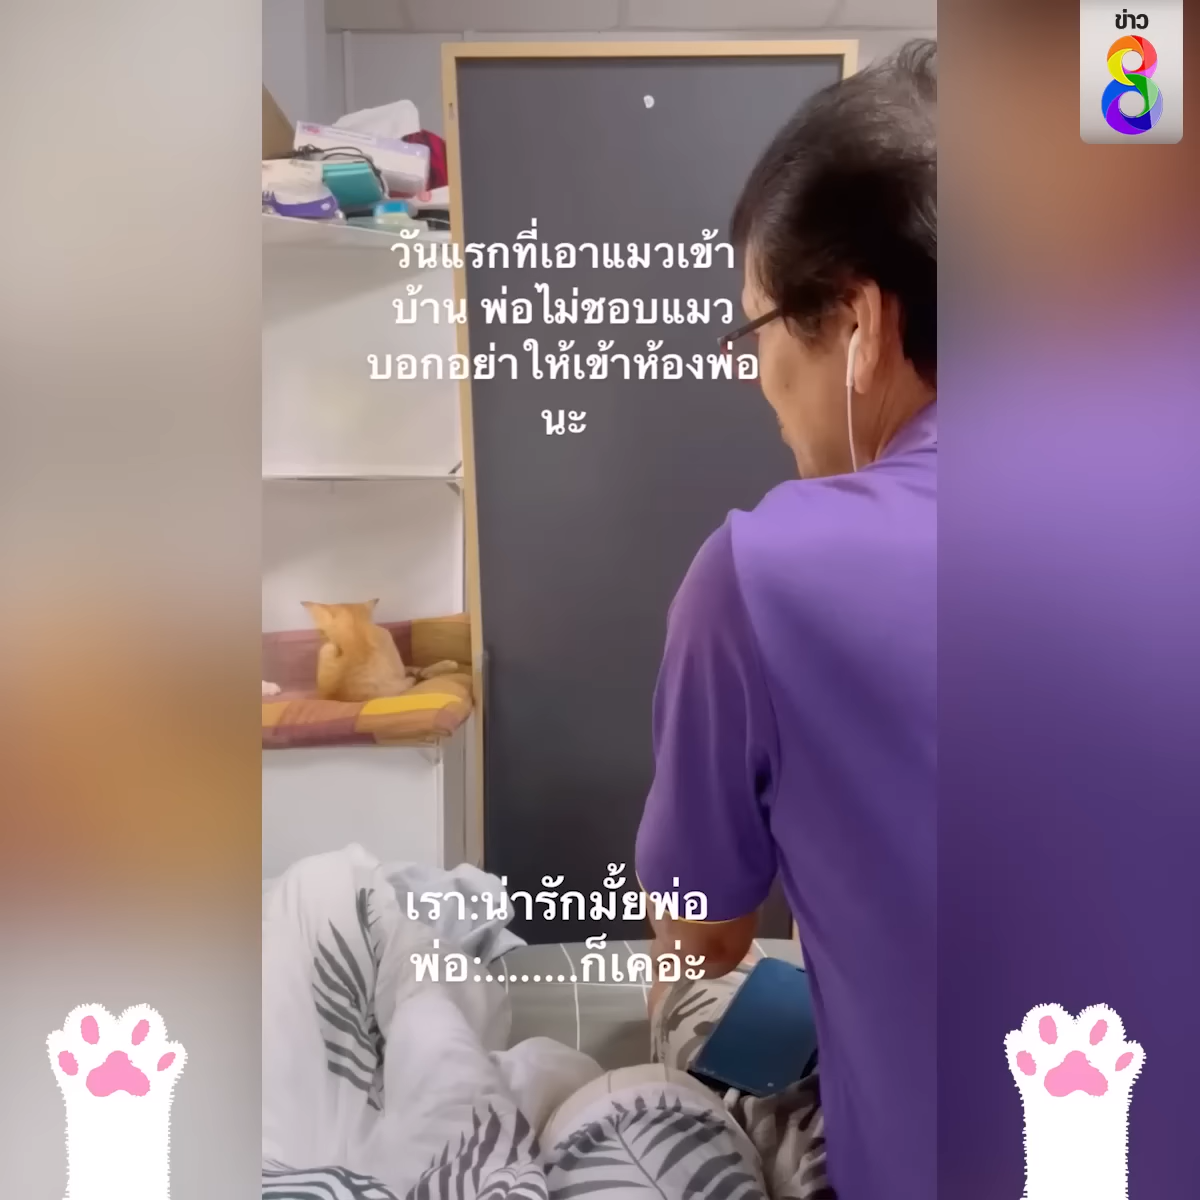 ข่าว
8
วันแรกที่เอาแมวเข้า
บ้าน พ่อไม่ชอบแมว
บอกอย่าให้เข้าห้องพ่อ
นะ
เรา:น่ารักมั้ยพ่อ
พ่อ:........ก็เคอ่ะ